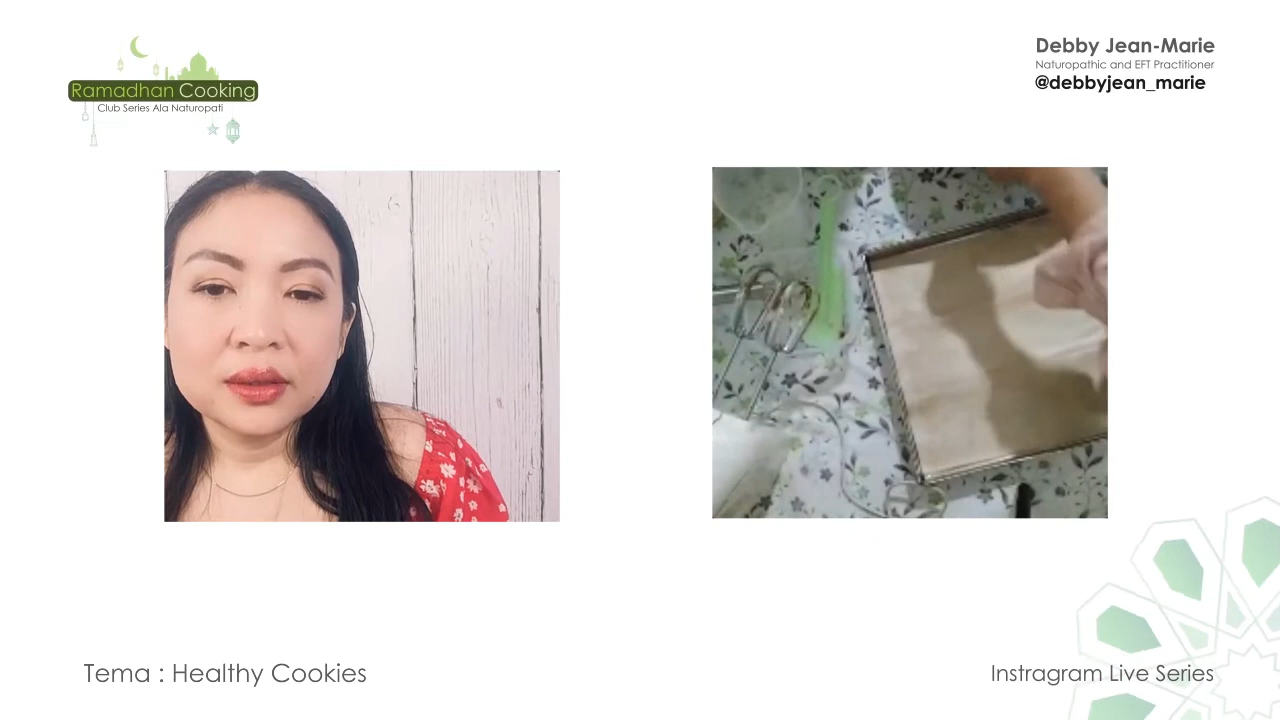 Ramadhan Cooking
Club Series Ala Naturopati
Debby Jean-Marie
Naturopathic and EFT Practitioner
@debbyjean_marie
Tema : Healthy Cookies
Instragram Live Series